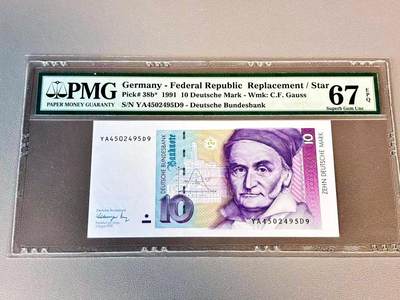 PMG
PAPER MONEY GUARANTY
Germany - Federal Republic Replacement / Star
Pick# 38b* 1991 10 Deutsche Mark - Wmk: C.F. Gauss
S/N YA4502495D9 - Deutsche Bundesbank
67 EPQ
Superb Gem Unc
YA4502495D9
DEUTSCHE BUNDESBANK
Banknote
10
10
ZEHN DEUTSCHE MARK
YA4502495D9